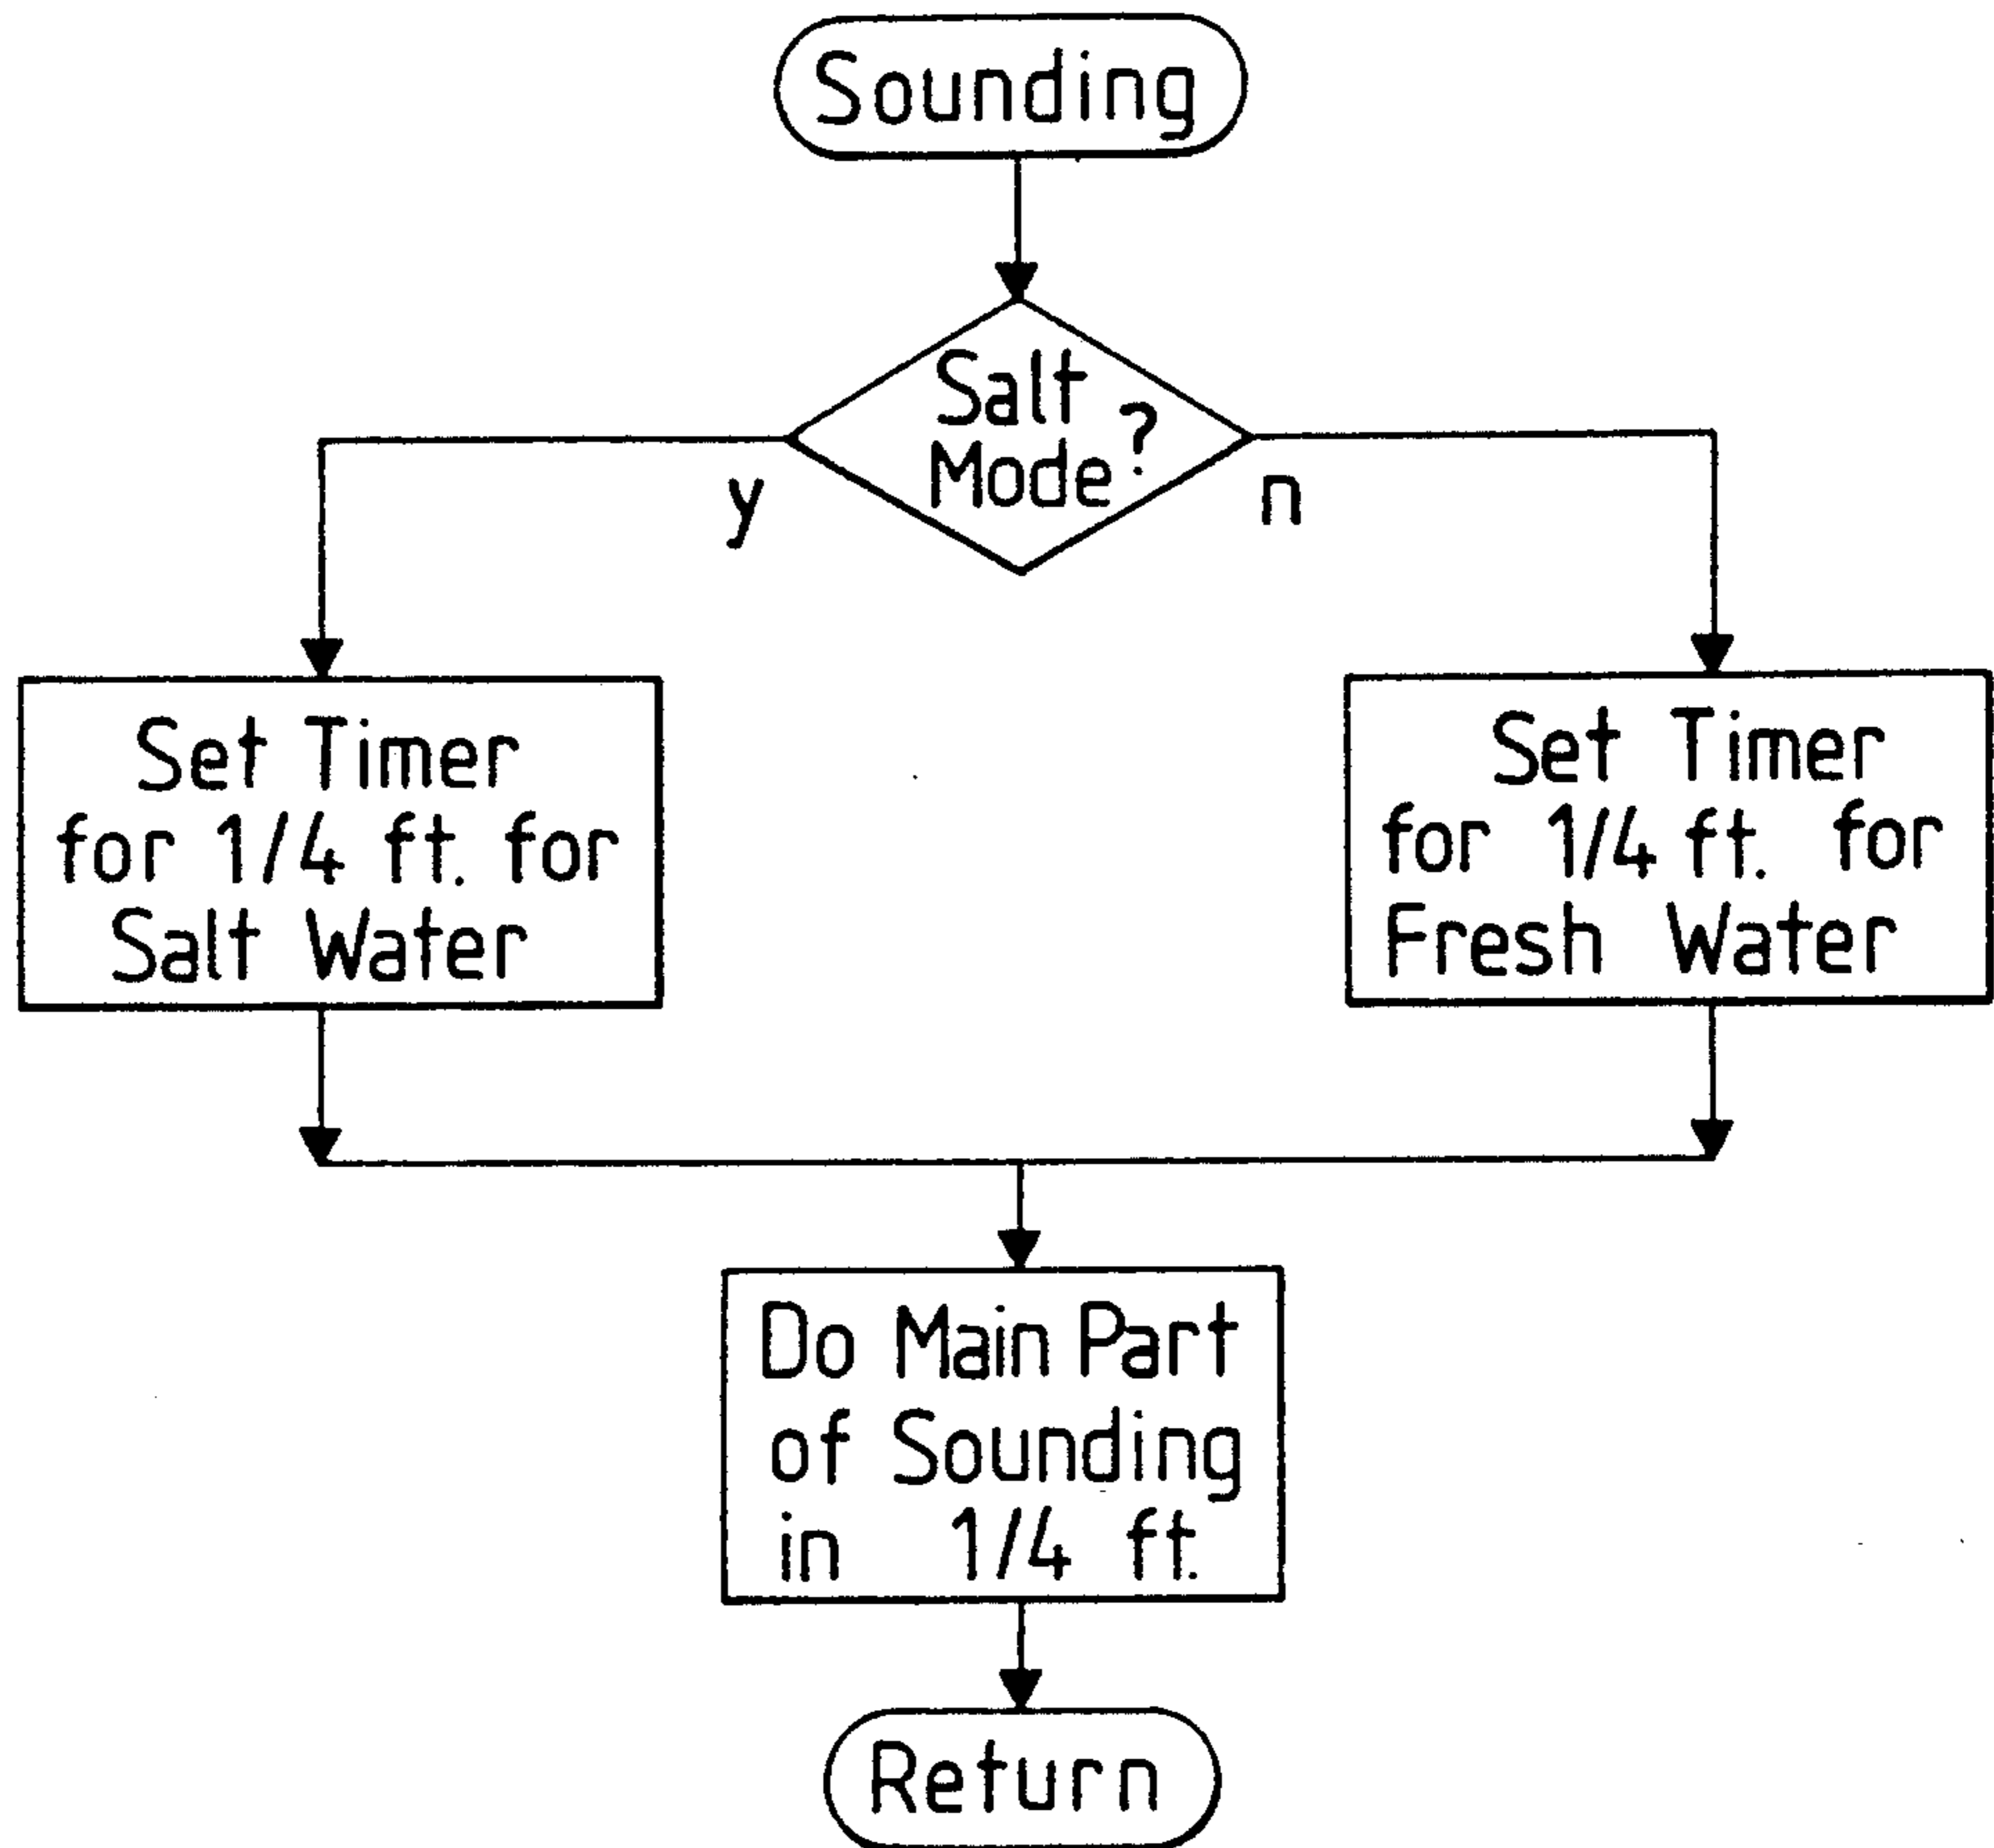 Sounding
Salt
Mode?
y
n
Set Timer
for 1/4 ft. for
Salt Water
Set Timer
for 1/4 ft. for
Fresh Water
Do Main Part
of Sounding
in 1/4 ft.
Return